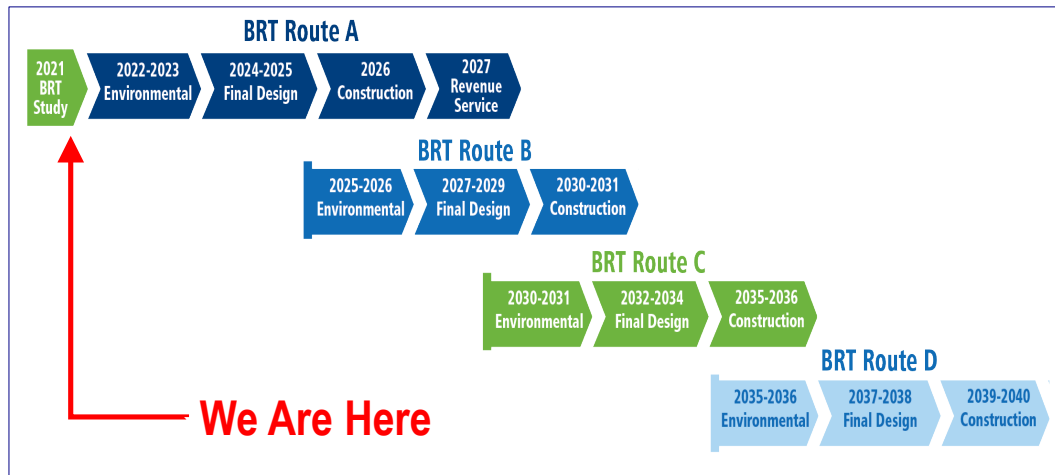 BRT Route A
2021
BRT
Study
2022-2023
Environmental
2024-2025
Final Design
2026
Construction
2027
Revenue
Service
BRT Route B
2025-2026
Environmental
2027-2029
Final Design
2030-2031
Construction
BRT Route C
2030-2031
Environmental
2032-2034
Final Design
2035-2036
Construction
BRT Route D
2035-2036
Environmental
2037-2038
Final Design
2039-2040
Construction
We Are Here